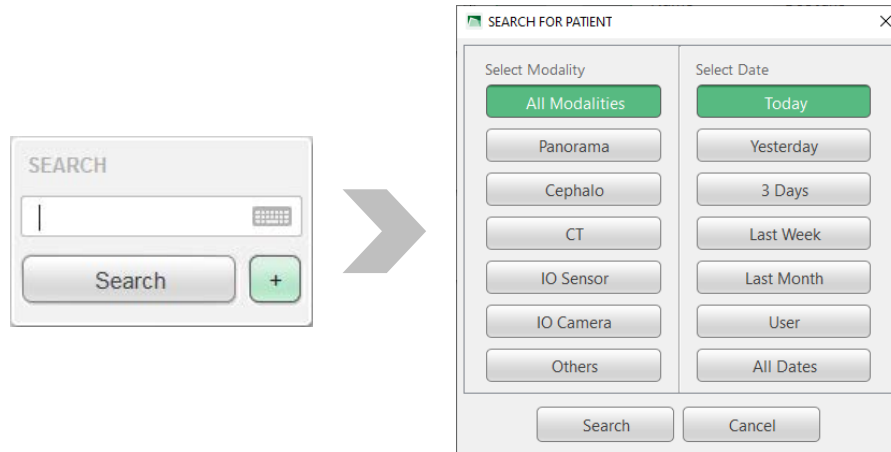 SEARCH
Search
+
SEARCH FOR PATIENT
Select Modality
All Modalities
Panorama
Cephalo
CT
IO Sensor
IO Camera
Others
Select Date
Today
Yesterday
3 Days
Last Week
Last Month
User
All Dates
Search
Cancel